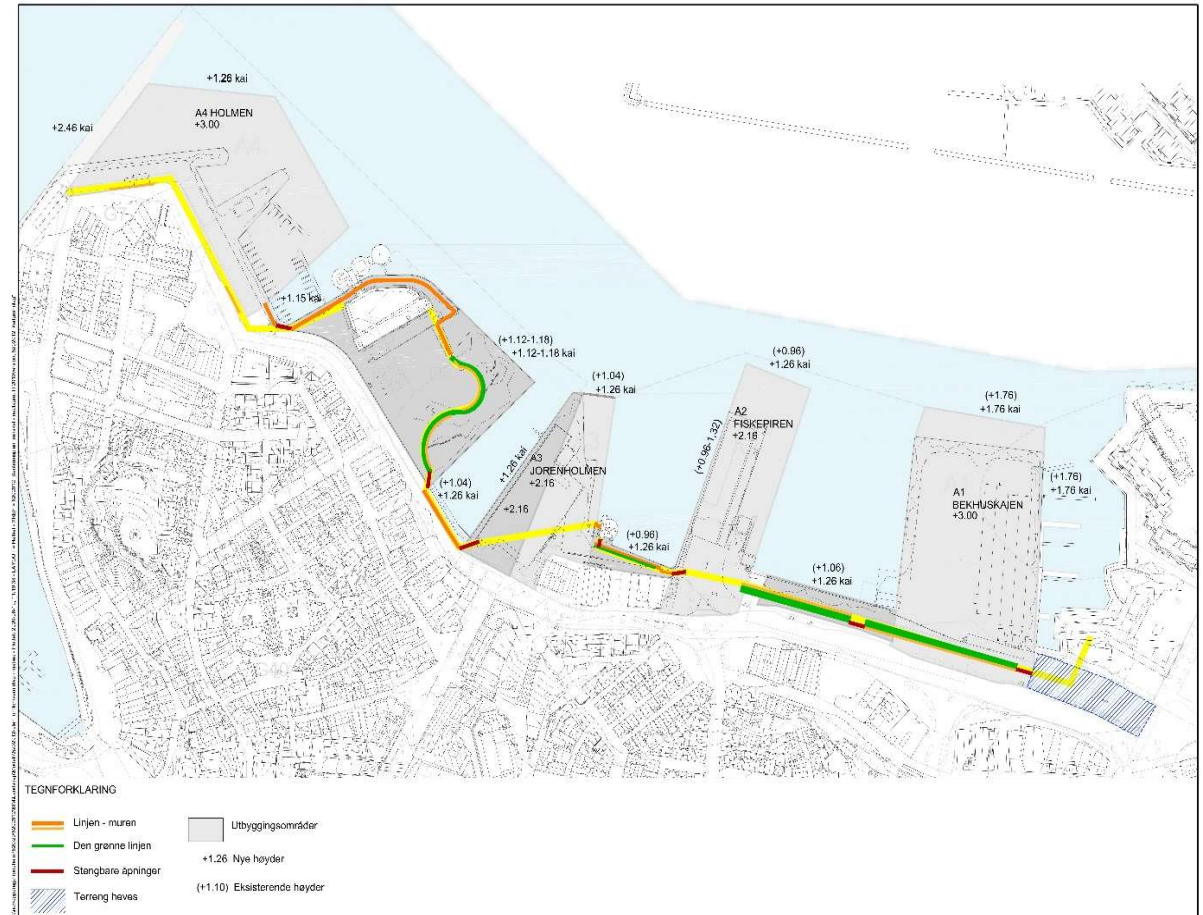 +1.26 kai
+2.46 kai
A4 HOLMEN
+3.00
+1.15 kai
(+1.12-1.18)
+1.12-1.18 kai
(+1.04)
+1.26 kai
(+0.96)
+1.26 kai
(+1.76)
+1.76 kai
A2
FISKEPIREN
+2.16
(+0.96-1.32)
+1.26 kai
A3
JORENHOLMEN
+2.16
+2.16
(+1.04)
+1.26 kai
(+0.96)
+1.26 kai
(+1.06)
+1.26 kai
A1
BEKHUSKAJEN
+3.00
(+1.76)
+1.76 kai
TEGNFORKLARING
Linjen - muren
Den grønne linjen
Stengbare åpninger
Terreng heves
Utbyggingsområder
+1.26 Nye høyder
(+1.10) Eksisterende høyder